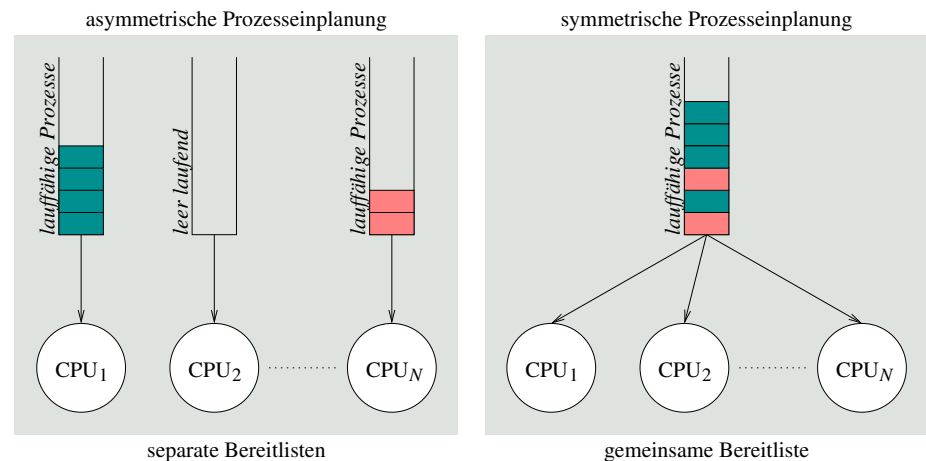 asymmetrische Prozesseinplanung
lauffähige Prozesse
leer laufend
lauffähige Prozesse
CPU1
CPU2
CPUN
separate Bereitlisten
symmetrische Prozesseinplanung
lauffähige Prozesse
CPU1
CPU2
CPUN
gemeinsame Bereitliste